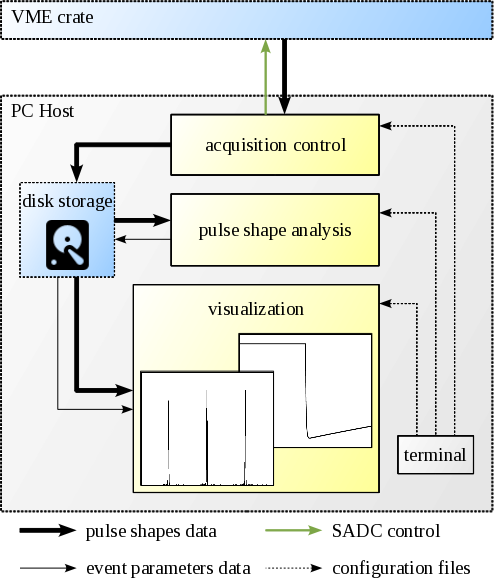 VME crate
PC Host
acquisition control
disk storage
pulse shape analysis
visualization
terminal
pulse shapes data
SADC control
event parameters data
configuration files